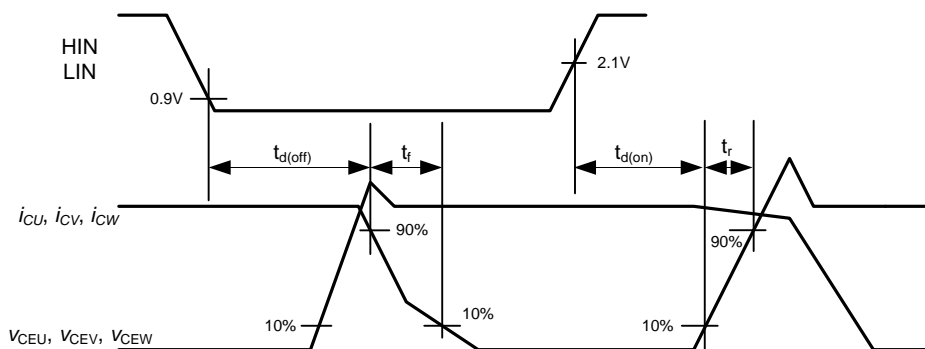 HIN
LIN
0.9V
2.1V
td(off)
tf
td(on)
tr
iCU, iCV, iCW
90%
90%
10%
10%
10%
vCEU, vCEV, vCEW